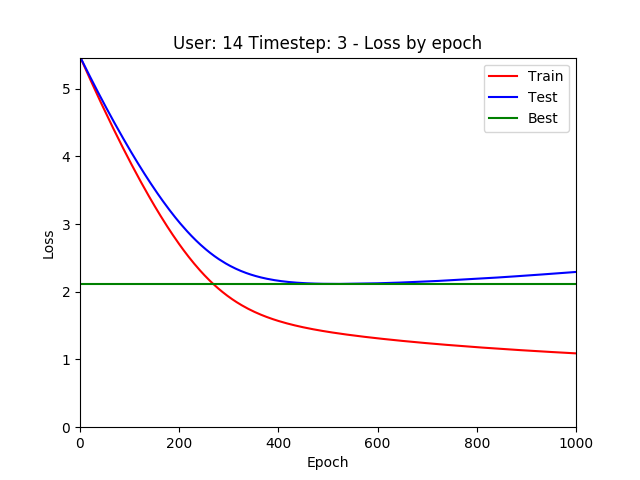 User: 14 Timestep: 3 - Loss by epoch
Train
Test
Best
5
4
3
2
1
0
Loss
0 200 400 600 800 1000
Epoch